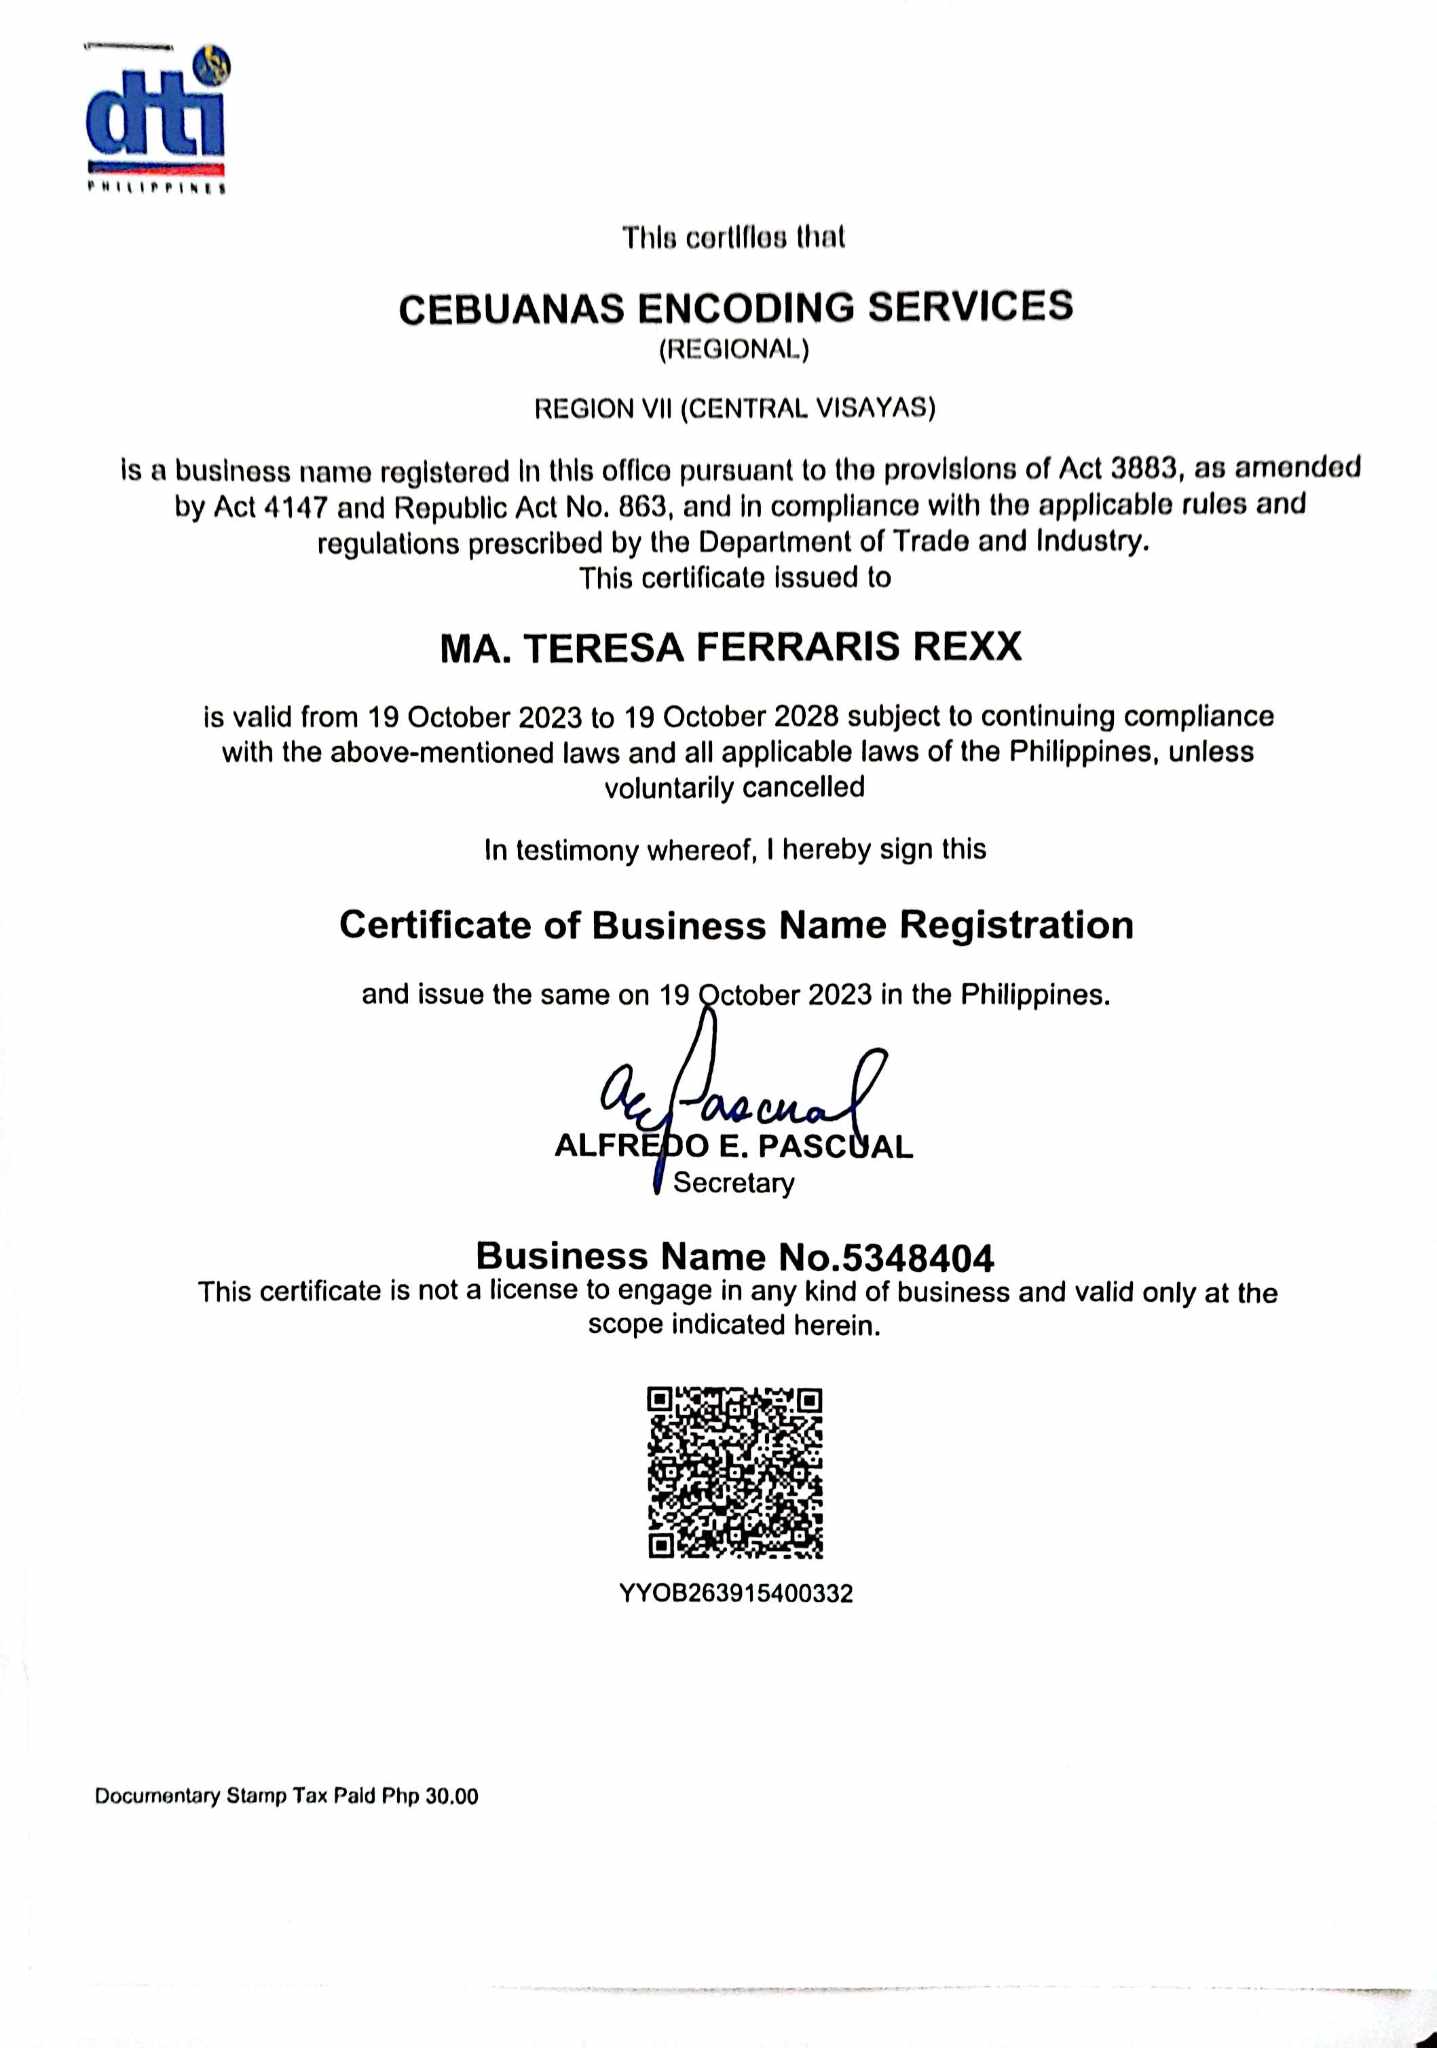 dti
PHILIPPINES
This certifies that
CEBUANAS ENCODING SERVICES
(REGIONAL)
REGION VII (CENTRAL VISAYAS)
is a business name registered in this office pursuant to the provisions of Act 3883, as amended
by Act 4147 and Republic Act No. 863, and in compliance with the applicable rules and
regulations prescribed by the Department of Trade and Industry.
This certificate issued to
MA. TERESA FERRARIS REXX
is valid from 19 October 2023 to 19 October 2028 subject to continuing compliance
with the above-mentioned laws and all applicable laws of the Philippines, unless
voluntarily cancelled
In testimony whereof, I hereby sign this
Certificate of Business Name Registration
and issue the same on 19 October 2023 in the Philippines.
ae Pascual
ALFREDO E. PASCUAL
Secretary
Business Name No.5348404
This certificate is not a license to engage in any kind of business and valid only at the
scope indicated herein.
YYOB263915400332
Documentary Stamp Tax Paid Php 30.00